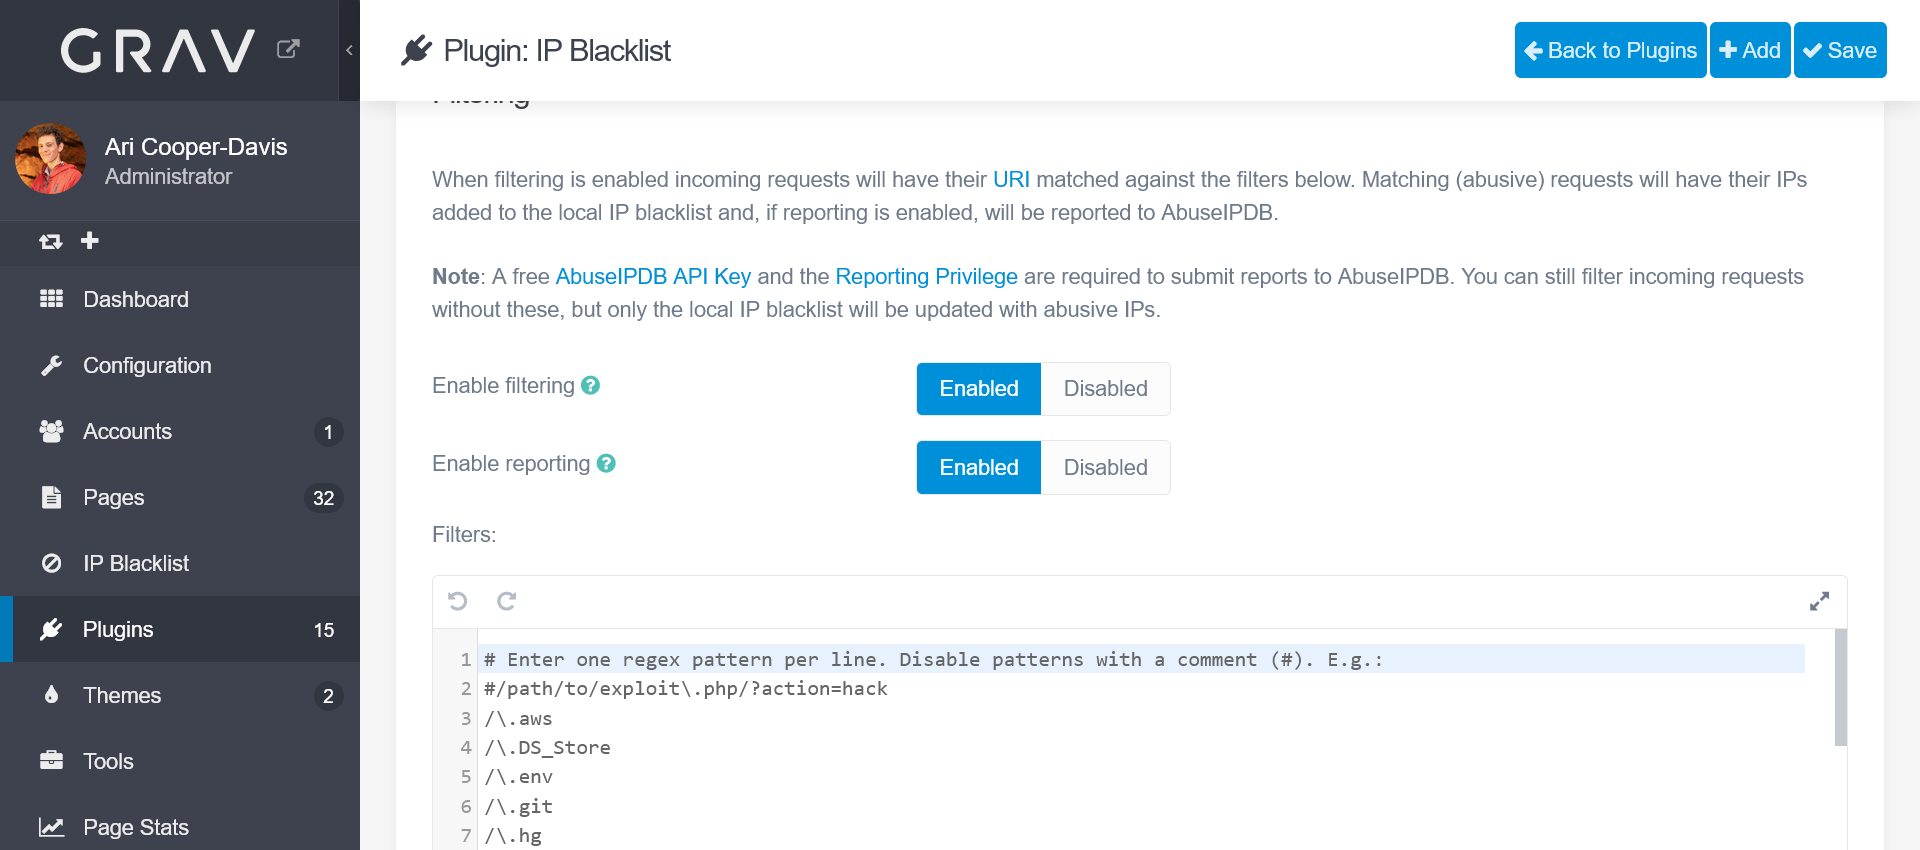 GRAV
Plugin: IP Blacklist
Back to Plugins
Add
Save
Ari Cooper-Davis
Administrator
Dashboard
Configuration
Accounts 1
Pages 32
IP Blacklist
Plugins 15
Themes 2
Tools
Page Stats
Filtering
When filtering is enabled incoming requests will have their URI matched against the filters below. Matching (abusive) requests will have their IPs
added to the local IP blacklist and, if reporting is enabled, will be reported to AbuseIPDB.
Note: A free AbuseIPDB API Key and the Reporting Privilege are required to submit reports to AbuseIPDB. You can still filter incoming requests
without these, but only the local IP blacklist will be updated with abusive IPs.
Enable filtering ? Enabled Disabled
Enable reporting ? Enabled Disabled
Filters:
1 # Enter one regex pattern per line. Disable patterns with a comment (#). E.g.:
2 #/path/to/exploit\.php/?action=hack
3 /\.aws
4 /\.DS_Store
5 /\.env
6 /\.git
7 /\.hg